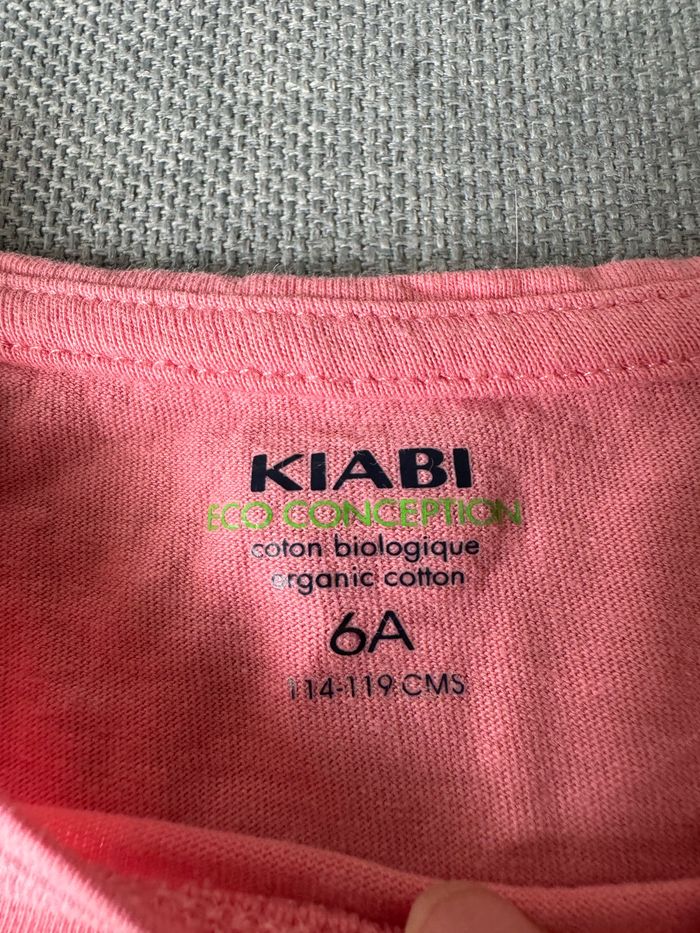 KIABI
ECO CONCEPTION
coton biologique
organic cotton
6A
114-119 CMS